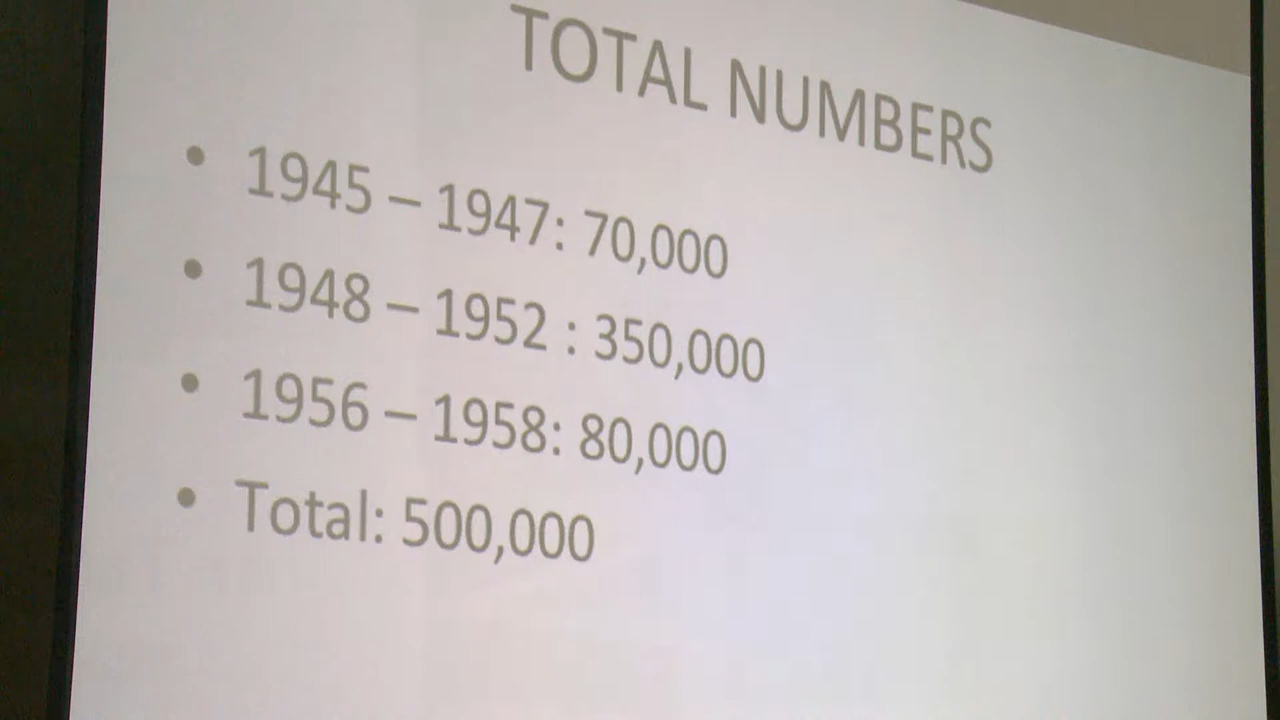 TOTAL NUMBERS
• 1945 – 1947: 70,000
• 1948 – 1952 : 350,000
• 1956 – 1958: 80,000
• Total: 500,000